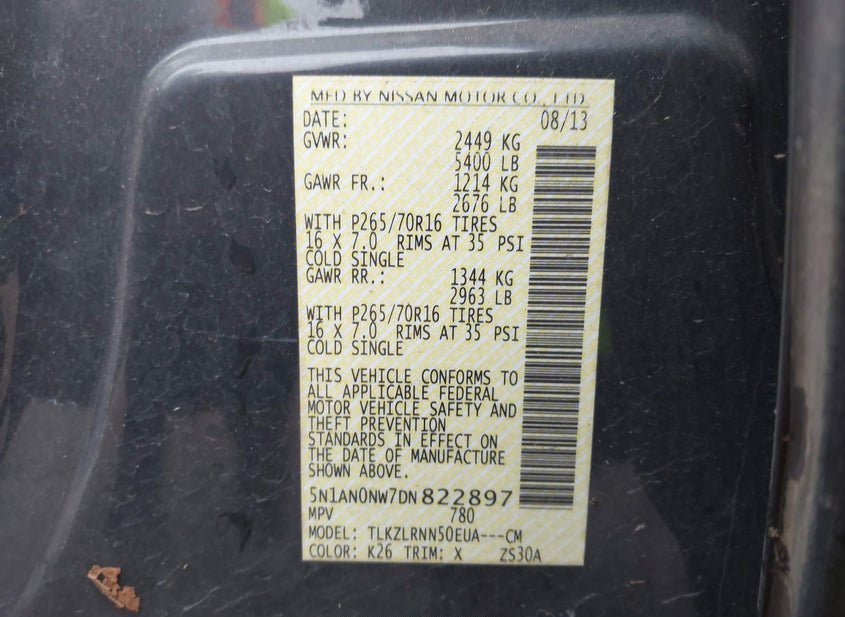 MFD BY NISSAN MOTOR CO., LTD.
DATE: 08/13
GVWR: 2449 KG
5400 LB
GAWR FR.: 1214 KG
2676 LB
WITH P265/70R16 TIRES
16 X 7.0 RIMS AT 35 PSI
COLD SINGLE
GAWR RR.: 1344 KG
2963 LB
WITH P265/70R16 TIRES
16 X 7.0 RIMS AT 35 PSI
COLD SINGLE
THIS VEHICLE CONFORMS TO
ALL APPLICABLE FEDERAL
MOTOR VEHICLE SAFETY AND
THEFT PREVENTION
STANDARDS IN EFFECT ON
THE DATE OF MANUFACTURE
SHOWN ABOVE.
5N1AN0NW7DN822897
MPV 780
MODEL: TLKZLRNN50EUA---CM
COLOR: K26 TRIM: X ZS30A